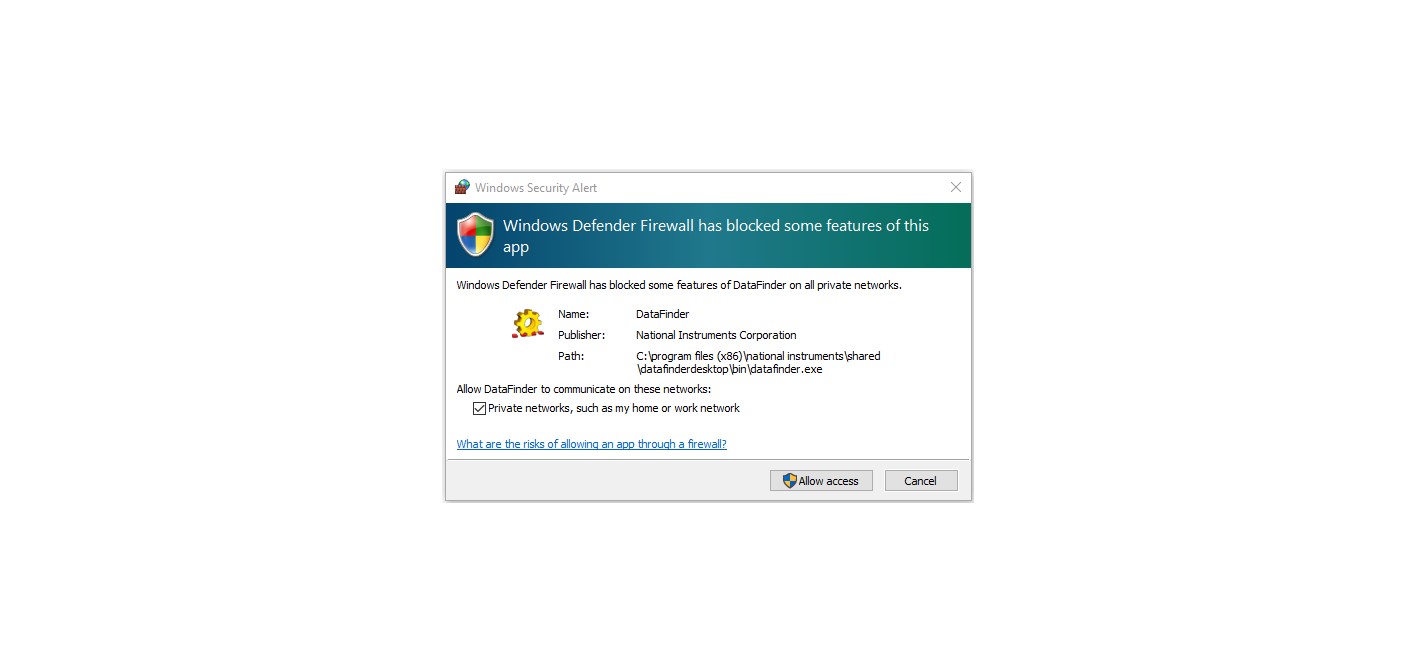 Windows Security Alert
Windows Defender Firewall has blocked some features of this
app
Windows Defender Firewall has blocked some features of DataFinder on all private networks.
Name: DataFinder
Publisher: National Instruments Corporation
Path: C:\program files (x86)\national instruments\shared
\datafinderdesktop\bin\datafinder.exe
Allow DataFinder to communicate on these networks:
Private networks, such as my home or work network
What are the risks of allowing an app through a firewall?
Allow access Cancel